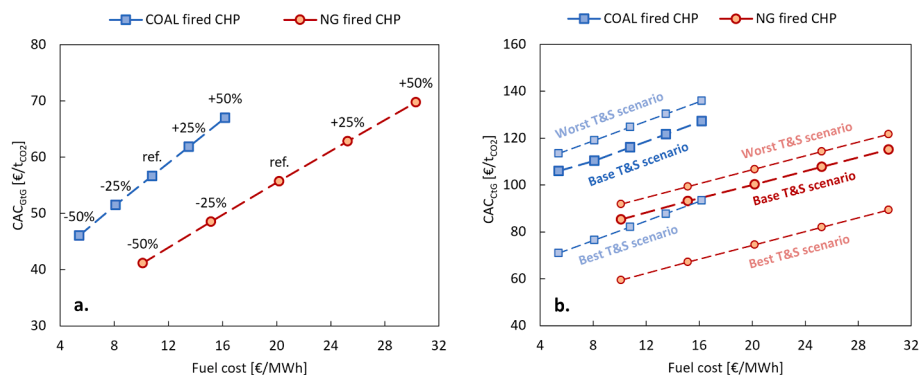 COAL fired CHP NG fired CHP
a.
80
70
60
50
40
30
CAC_GtG [€/t_CO2]
-50%
-25%
ref.
+25%
+50%
-50%
-25%
ref.
+25%
+50%
4 8 12 16 20 24 28 32
Fuel cost [€/MWh]
COAL fired CHP NG fired CHP
b.
160
140
120
100
80
60
40
CAC_CtG [€/t_CO2]
Worst T&S scenario
Base T&S scenario
Best T&S scenario
Worst T&S scenario
Base T&S scenario
Best T&S scenario
4 8 12 16 20 24 28 32
Fuel cost [€/MWh]